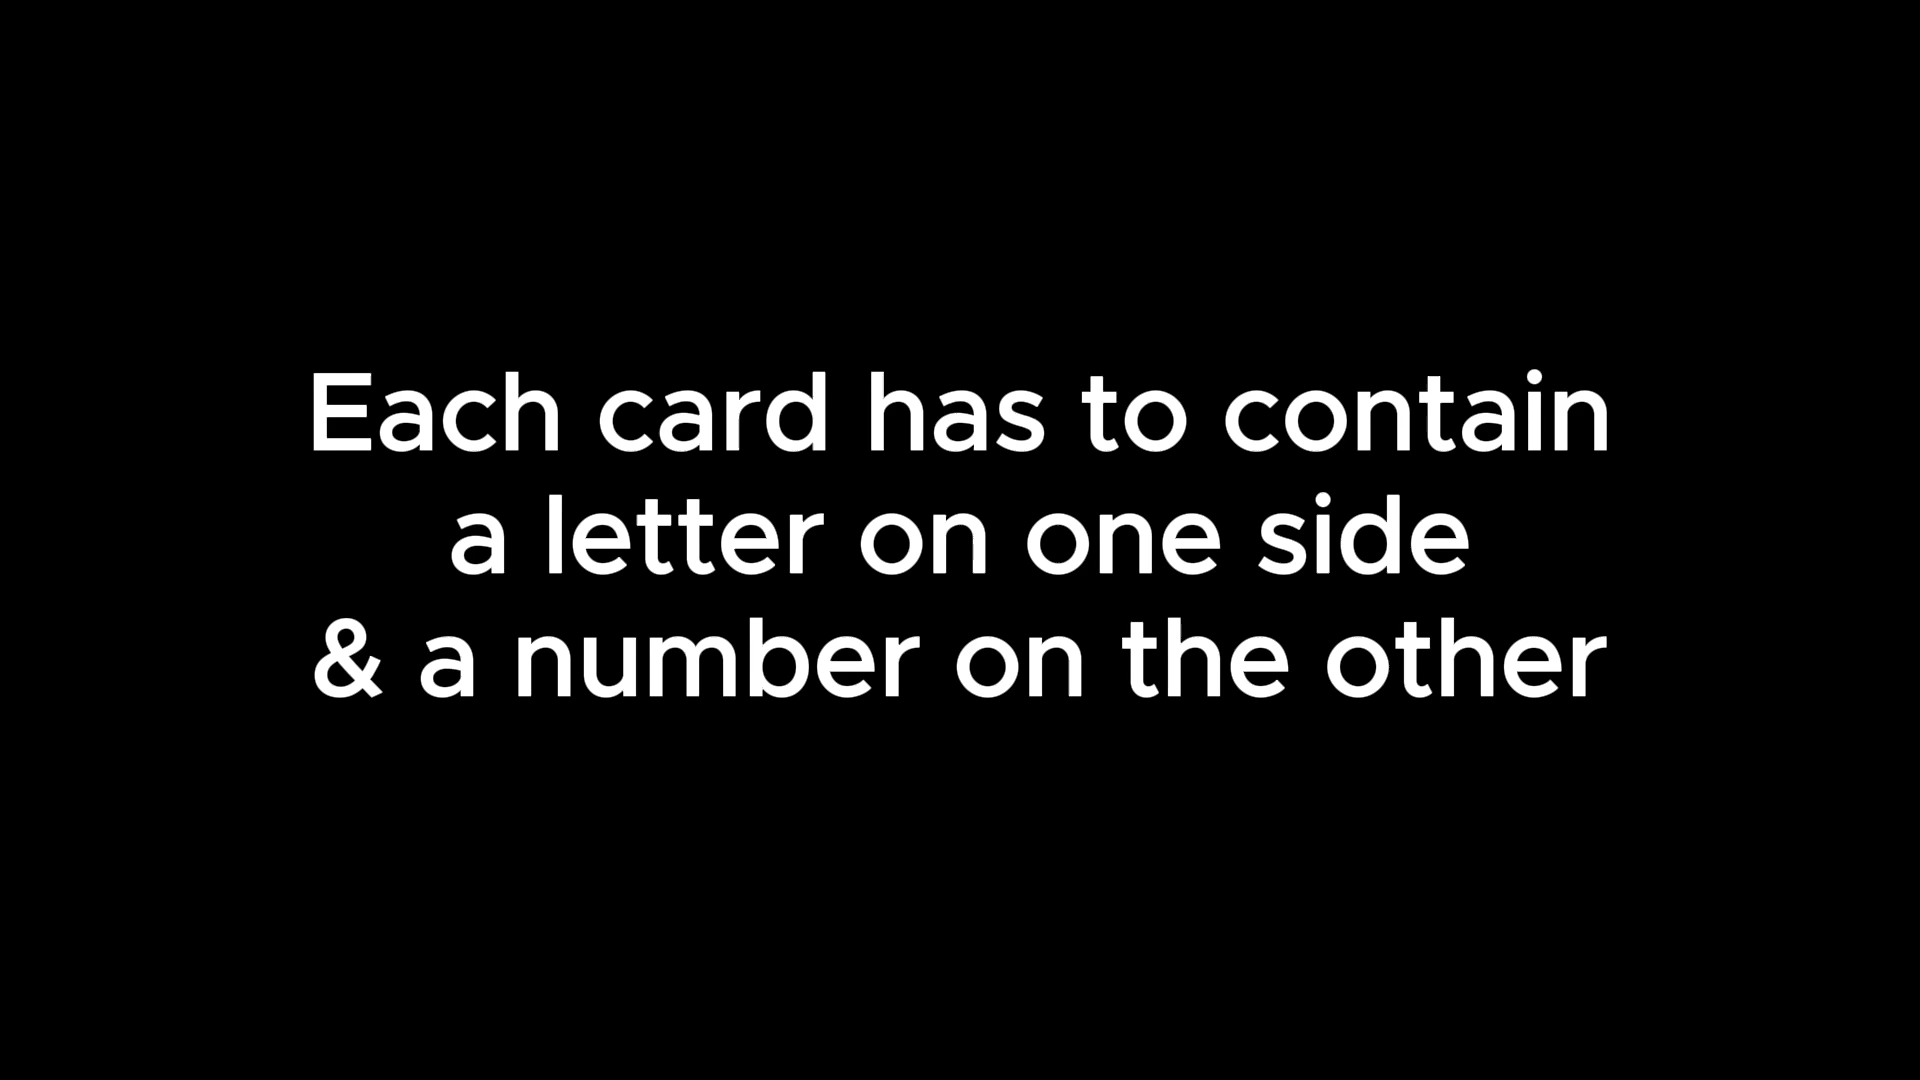 Each card has to contain
a letter on one side
& a number on the other